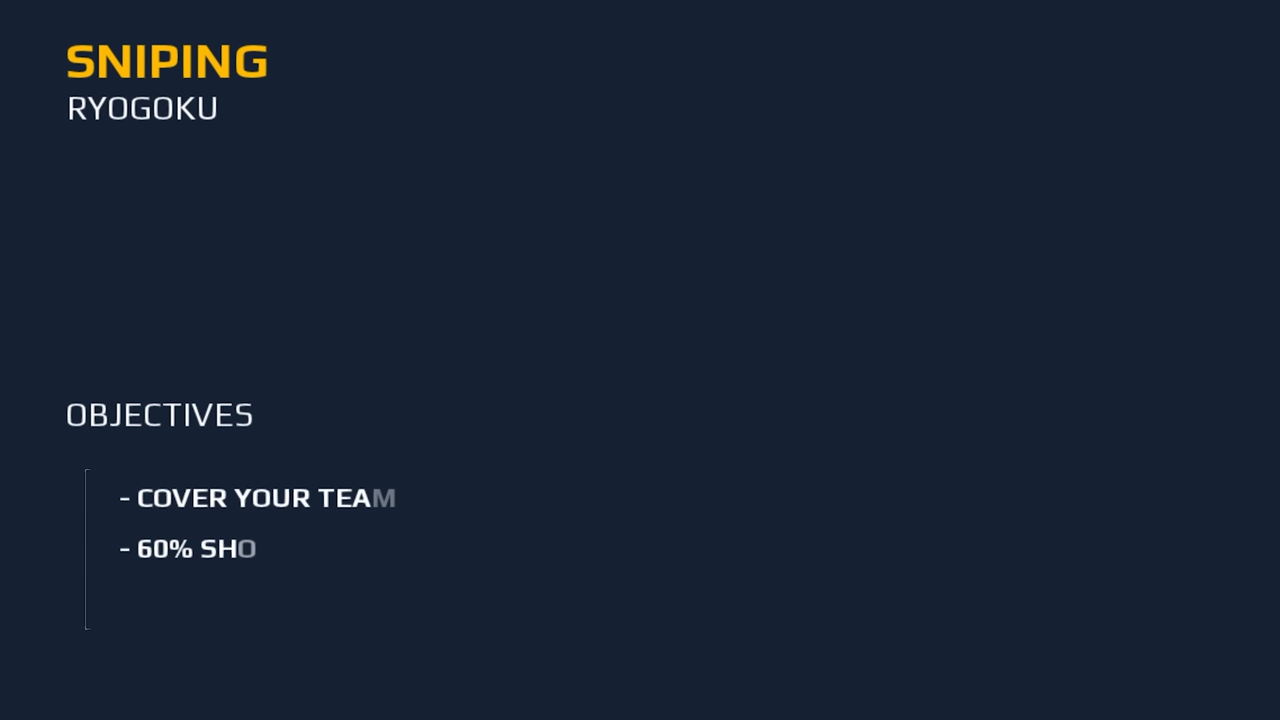 SNIPING
RYOGOKU
OBJECTIVES
- COVER YOUR TEAM
- 60% SHO